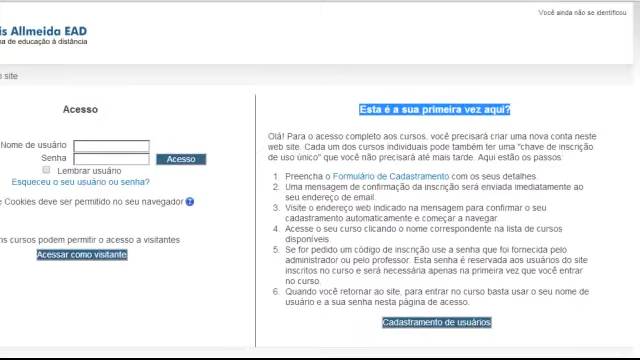 Você ainda não se identificou
is Allmeida EAD
na de educação à distância
o site
Acesso
Nome de usuário
Senha
Acesso
Lembrar usuário
Esqueceu o seu usuário ou senha?
e Cookies deve ser permitido no seu navegador
ns cursos podem permitir o acesso a visitantes
Acessar como visitante
Esta é a sua primeira vez aqui?
Olá! Para o acesso completo aos cursos, você precisará criar uma nova conta neste
web site. Cada um dos cursos individuais pode também ter uma "chave de inscrição
de uso único" que você não precisará até mais tarde. Aqui estão os passos:
1. Preencha o Formulário de Cadastramento com os seus detalhes.
2. Uma mensagem de confirmação da inscrição será enviada imediatamente ao
seu endereço de email.
3. Visite o endereço web indicado na mensagem para confirmar o seu
cadastramento automaticamente e começar a navegar
4. Acesse o seu curso clicando o nome correspondente na lista de cursos
disponíveis.
5. Se for pedido um código de inscrição use a senha que foi fornecida pelo
administrador ou pelo professor. Esta senha é reservada aos usuários do site
inscritos no curso e será necessária apenas na primeira vez que você entrar
no curso.
6. Quando você retornar ao site, para entrar no curso basta usar o seu nome de
usuário e a sua senha nesta página de acesso.
Cadastramento de usuários